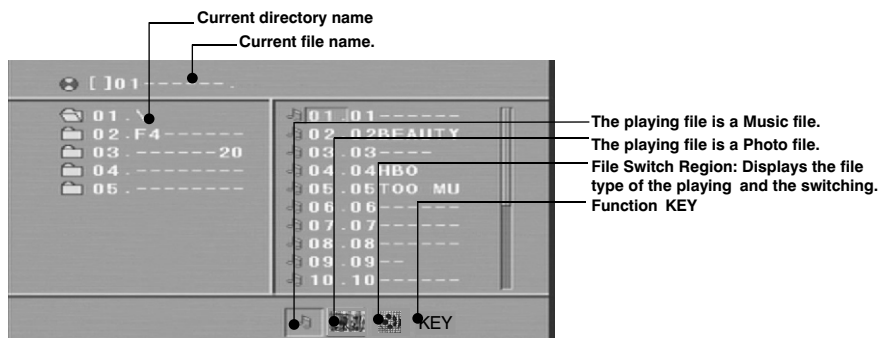 Current directory name
Current file name.
[ ]01-------.
01.\
02.F4------
03.------20
04.--------
05.--------
01.01-------
02.02BEAUTY
03.03----
04.04HBO
05.05TOO MU
06.06------
07.07------
08.08------
09.09--
10.10-------
The playing file is a Music file.
The playing file is a Photo file.
File Switch Region: Displays the file
type of the playing and the switching.
Function KEY
KEY